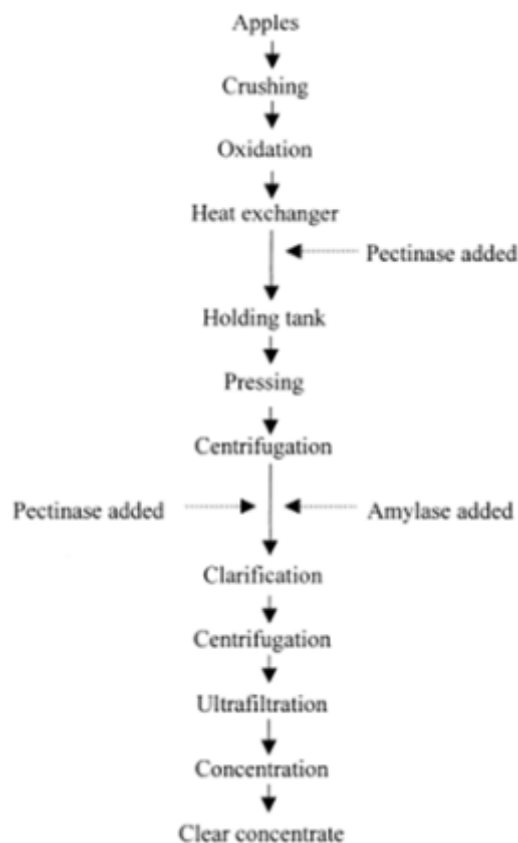 Apples
Crushing
Oxidation
Heat exchanger
Pectinase added
Holding tank
Pressing
Centrifugation
Pectinase added
Amylase added
Clarification
Centrifugation
Ultrafiltration
Concentration
Clear concentrate